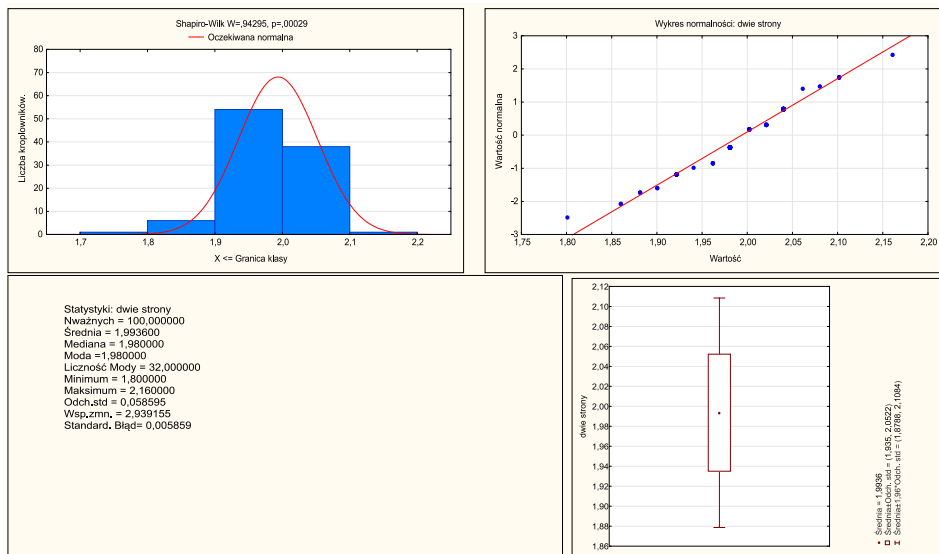 Shapiro-Wilk W=,94295, p=,00029
Oczekiwana normalna
80
70
60
50
40
30
20
10
0
Liczba kropłowników.
1,7 1,8 1,9 2,0 2,1 2,2
X <= Granica klasy
Wykres normalności: dwie strony
3
2
1
0
-1
-2
-3
Wartość normalna
1,75 1,80 1,85 1,90 1,95 2,00 2,05 2,10 2,15 2,20
Wartość
Statystyki: dwie strony
Nważnych = 100,000000
Średnia = 1,993600
Mediana = 1,980000
Moda =1,980000
Liczność Mody = 32,000000
Minimum = 1,800000
Maksimum = 2,160000
Odch.std = 0,058595
Wsp.zmn. = 2,939155
Standard. Błąd= 0,005859
2,12
2,10
2,08
2,06
2,04
2,02
2,00
1,98
1,96
1,94
1,92
1,90
1,88
1,86
dwie strony
Średnia = 1,9936
Średnia±Odch. std = (1,935, 2,0522)
Średnia±1,96*Odch. std = (1,8788, 2,1084)